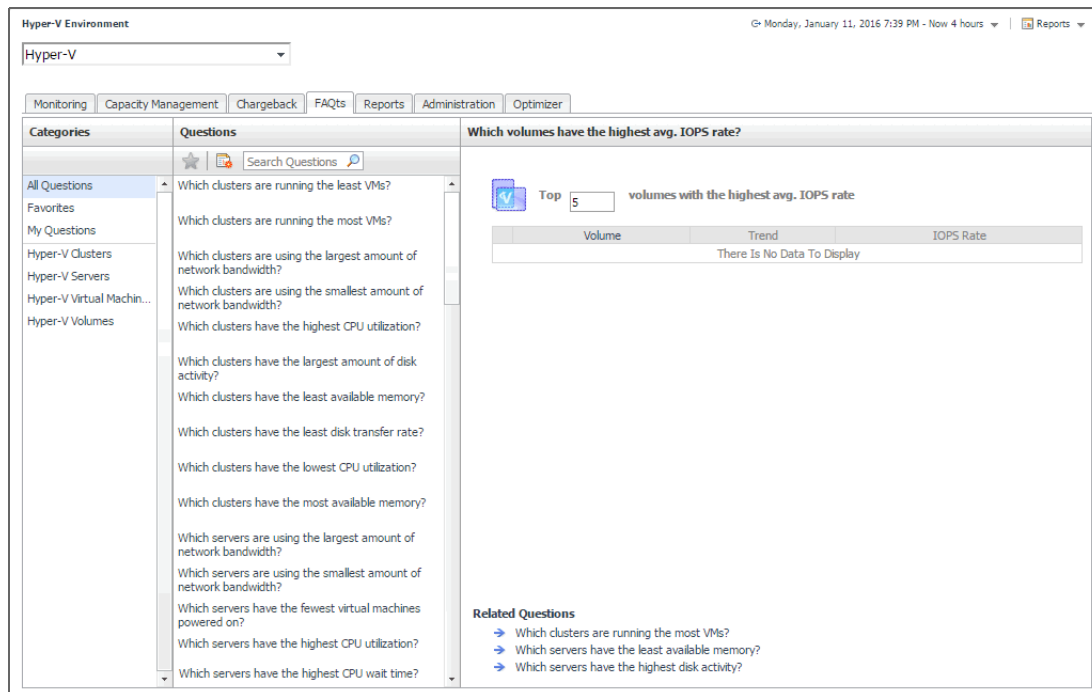 Hyper-V Environment
Monday, January 11, 2016 7:39 PM - Now 4 hours
Reports
Hyper-V
Monitoring
Capacity Management
Chargeback
FAQts
Reports
Administration
Optimizer
Categories
All Questions
Favorites
My Questions
Hyper-V Clusters
Hyper-V Servers
Hyper-V Virtual Machin...
Hyper-V Volumes
Questions
Search Questions
Which clusters are running the least VMs?
Which clusters are running the most VMs?
Which clusters are using the largest amount of
network bandwidth?
Which clusters are using the smallest amount of
network bandwidth?
Which clusters have the highest CPU utilization?
Which clusters have the largest amount of disk
activity?
Which clusters have the least available memory?
Which clusters have the least disk transfer rate?
Which clusters have the lowest CPU utilization?
Which clusters have the most available memory?
Which servers are using the largest amount of
network bandwidth?
Which servers are using the smallest amount of
network bandwidth?
Which servers have the fewest virtual machines
powered on?
Which servers have the highest CPU utilization?
Which servers have the highest CPU wait time?
Which volumes have the highest avg. IOPS rate?
Top 5 volumes with the highest avg. IOPS rate
Volume Trend IOPS Rate
There Is No Data To Display
Related Questions
Which clusters are running the most VMs?
Which servers have the least available memory?
Which servers have the highest disk activity?